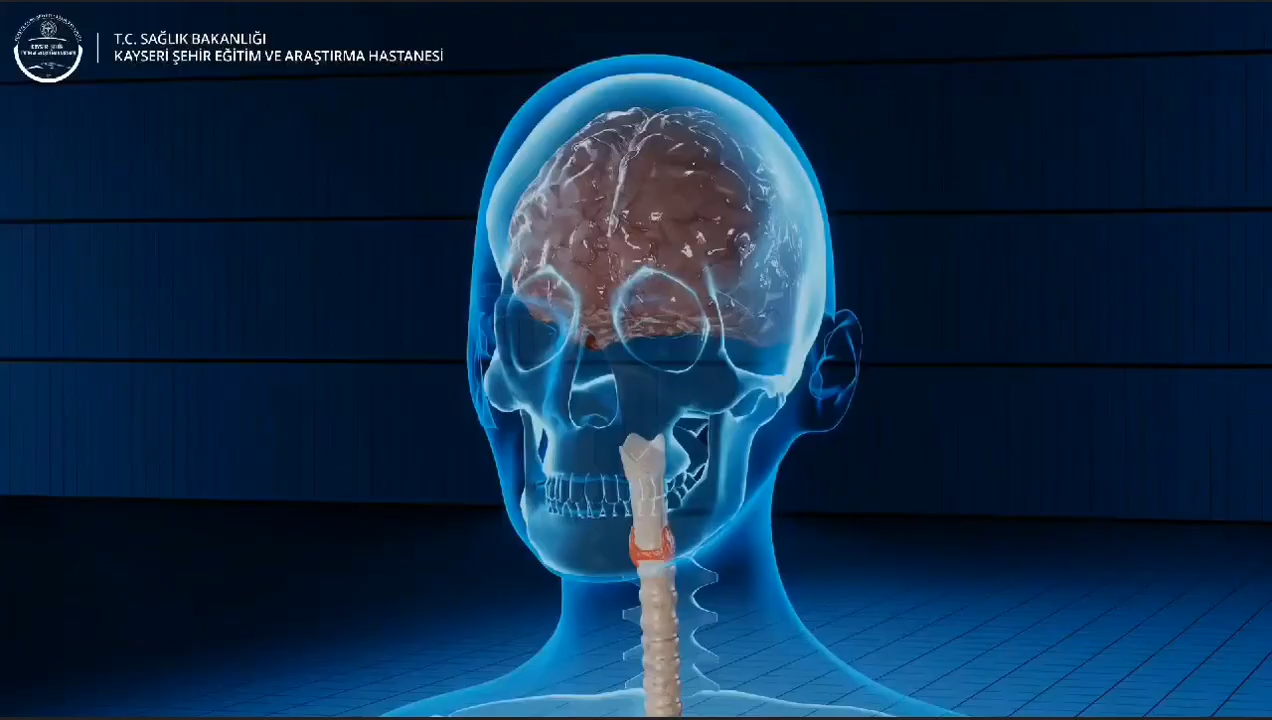 T.C. SAĞLIK BAKANLIĞI
KAYSERİ ŞEHİR EĞİTİM VE ARAŞTIRMA HASTANESİ